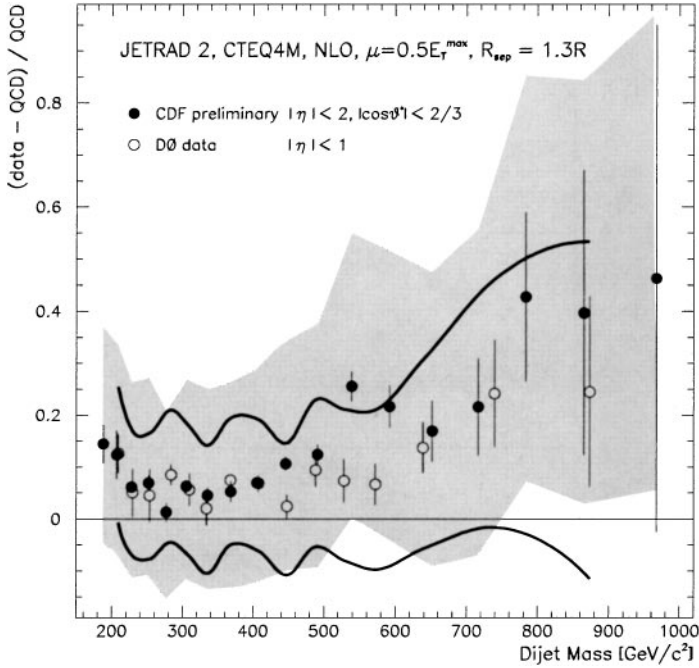 (data - QCD) / QCD
JETRAD 2, CTEQ4M, NLO, μ=0.5E_T^max, R_sep = 1.3R
● CDF preliminary |η| < 2, |cosϑ*| < 2/3
○ DØ data |η| < 1
0.8
0.6
0.4
0.2
0
200 300 400 500 600 700 800 900 1000
Dijet Mass [GeV/c²]